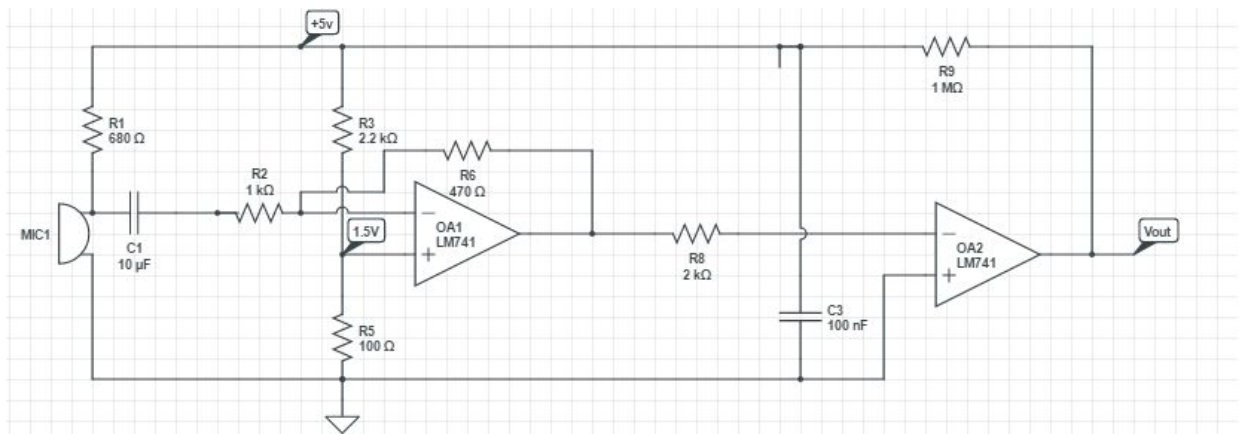 +5v
R1
680 Ω
R3
2.2 kΩ
R9
1 MΩ
R2
1 kΩ
R6
470 Ω
MIC1
C1
10 µF
1.5V
−
OA1
LM741
+
R8
2 kΩ
−
OA2
LM741
+
Vout
R5
100 Ω
C3
100 nF